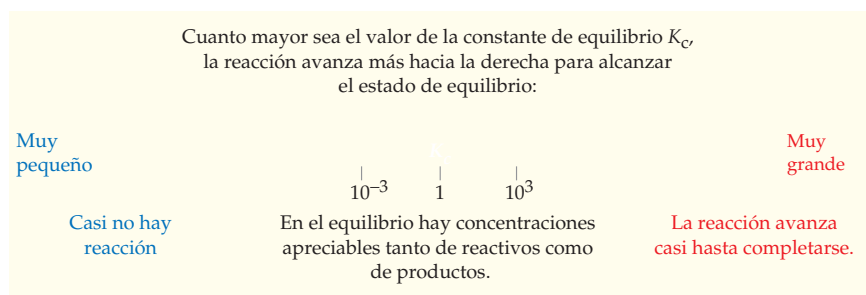 Cuanto mayor sea el valor de la constante de equilibrio Kc,
la reacción avanza más hacia la derecha para alcanzar
el estado de equilibrio:
Muy
pequeño
Muy
grande
10⁻³ 1 10³
Casi no hay
reacción
En el equilibrio hay concentraciones
apreciables tanto de reactivos como
de productos.
La reacción avanza
casi hasta completarse.